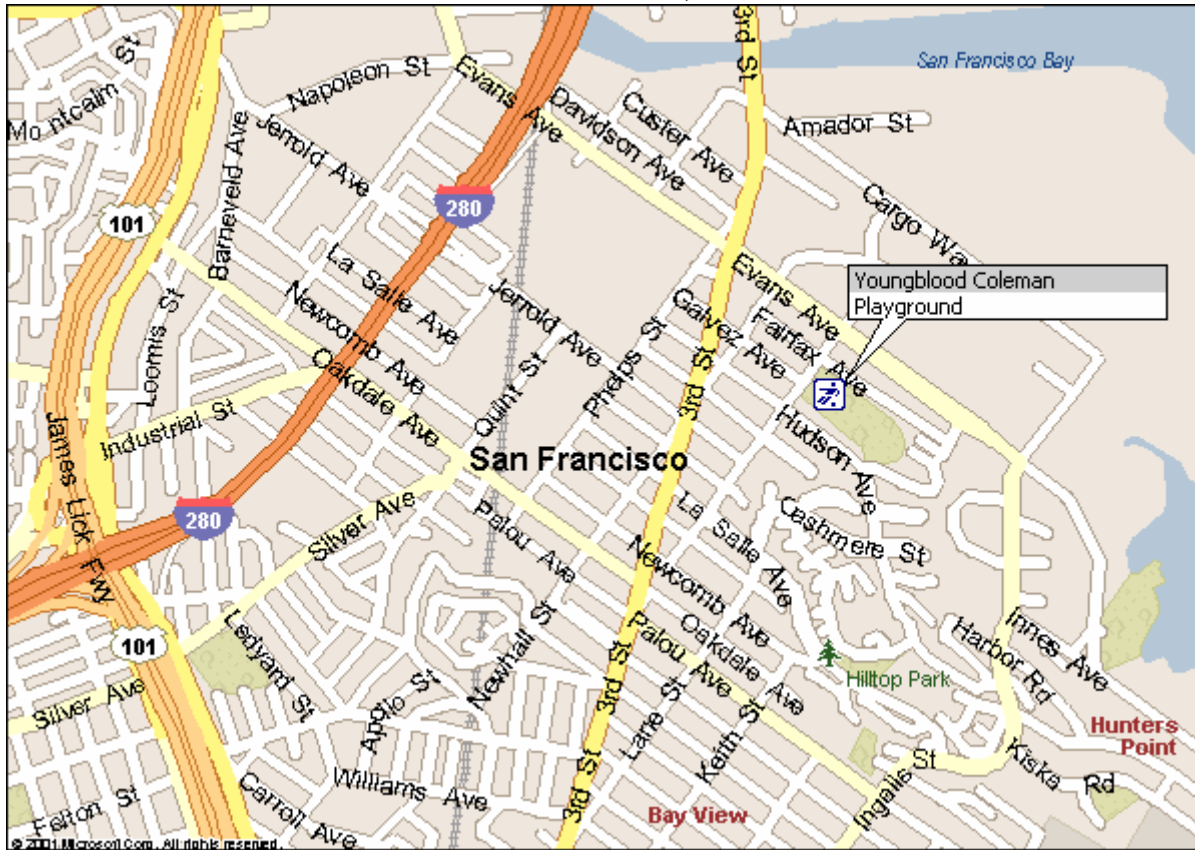 3rd St
San Francisco Bay
Napoleon St
Evans Ave
Davidson Ave
Custer Ave
Amador St
Montcalm St
Jerrold Ave
Barneveld Ave
280
Cargo Wa
101
La Salle Ave
Evans Ave
Youngblood Coleman
Playground
Newcomb Ave
Jerrold Ave
Galvez Ave
Fairfax Ave
Loomis St
Oakdale Ave
Quint St
Phelps St
3rd St
Industrial St
Hudson Ave
James Lick Fwy
San Francisco
280
Silver Ave
Palou Ave
La Salle Ave
Cashmere St
Newcomb Ave
101
Ledyard St
Newhall St
Oakdale Ave
Palou Ave
Harbor Rd
Innes Ave
Hilltop Park
Silver Ave
Apollo St
3rd St
Lane St
Keith St
Hunters
Point
Ingalls St
Kiska Rd
Williams Ave
3rd St
Felton St
Carroll Ave
Bay View
© 2001 Microsoft Corp. All rights reserved.